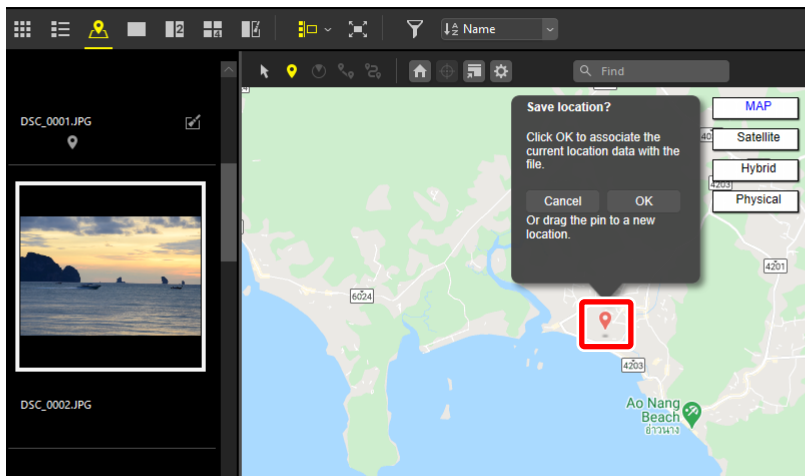 2
4
Name
Find
DSC_0001.JPG
DSC_0002.JPG
Save location?
Click OK to associate the
current location data with the
file.
Cancel OK
Or drag the pin to a new
location.
MAP
Satellite
Hybrid
Physical
4203
4201
6024
4203
Ao Nang
Beach
อ่าวนาง